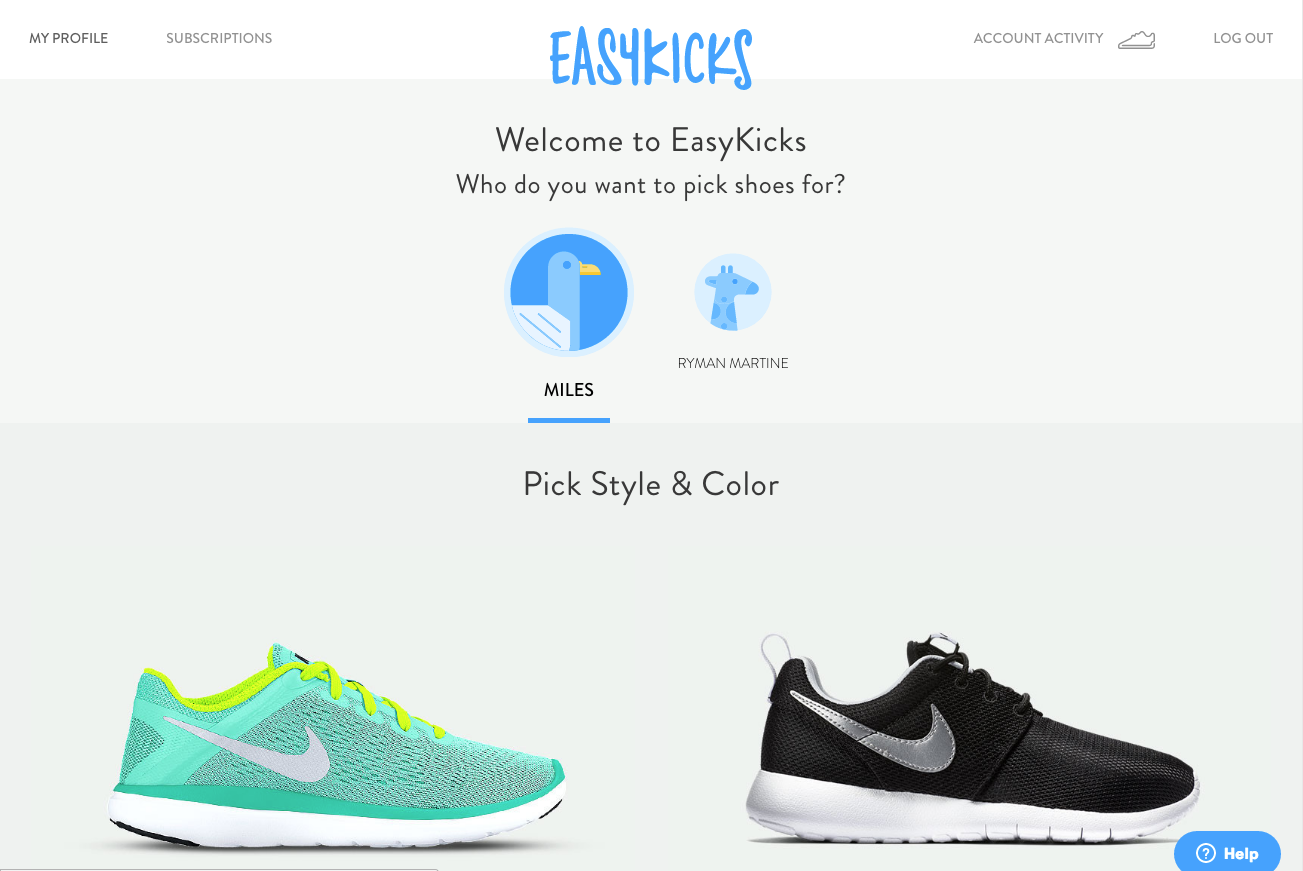 MY PROFILE SUBSCRIPTIONS EASYKICKS ACCOUNT ACTIVITY LOG OUT
Welcome to EasyKicks
Who do you want to pick shoes for?
MILES
RYMAN MARTINE
Pick Style & Color
Help